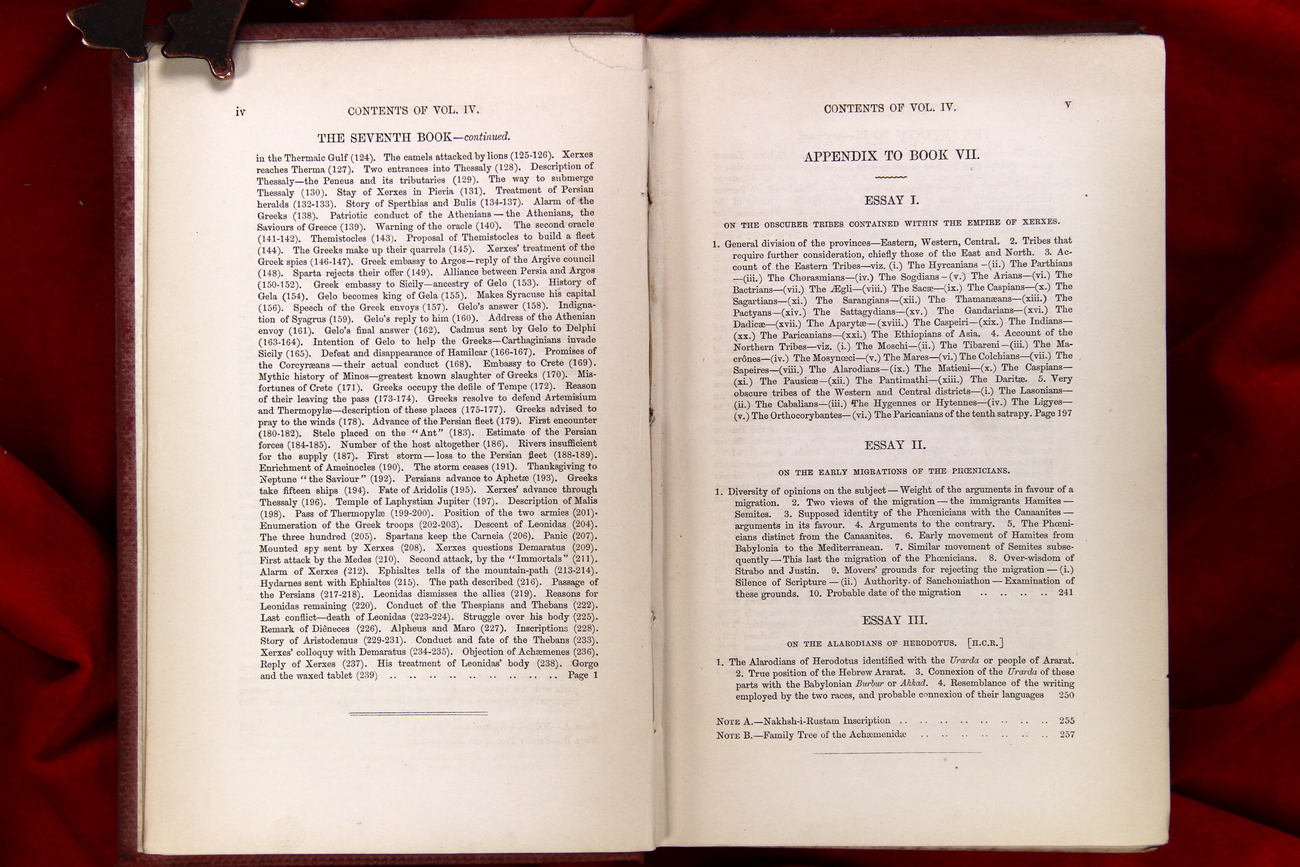 iv
CONTENTS OF VOL. IV.
THE SEVENTH BOOK—continued.
in the Thermaic Gulf (124). The camels attacked by lions (125-126). Xerxes
reaches Therma (127). Two entrances into Thessaly (128). Description of
Thessaly—the Peneus and its tributaries (129). The way to submerge
Thessaly (130). Stay of Xerxes in Pieria (131). Treatment of Persian
heralds (132-133). Story of Sperthias and Bulis (134-137). Alarm of the
Greeks (138). Patriotic conduct of the Athenians—the Athenians, the
Saviours of Greece (139). Warning of the oracle (140). The second oracle
(141-142). Themistocles (143). Proposal of Themistocles to build a fleet
(144). The Greeks make up their quarrels (145). Xerxes' treatment of the
Greek spies (146-147). Greek embassy to Argos—reply of the Argive council
(148). Sparta rejects their offer (149). Alliance between Persia and Argos
(150-152). Greek embassy to Sicily—ancestry of Gelo (153). History of
Gela (154). Gelo becomes king of Gela (155). Makes Syracuse his capital
(156). Speech of the Greek envoys (157). Gelo's answer (158). Indigna-
tion of Syagrus (159). Gelo's reply to him (160). Address of the Athenian
envoy (161). Gelo's final answer (162). Cadmus sent by Gelo to Delphi
(163-164). Intention of Gelo to help the Greeks—Carthaginians invade
Sicily (165). Defeat and disappearance of Hamilcar (166-167). Promises of
the Corcyræans—their actual conduct (168). Embassy to Crete (169).
Mythic history of Minos—greatest known slaughter of Greeks (170). Mis-
fortunes of Crete (171). Greeks occupy the defile of Tempe (172). Reason
of their leaving the pass (173-174). Greeks resolve to defend Artemisium
and Thermopylæ—description of these places (175-177). Greeks advised to
pray to the winds (178). Advance of the Persian fleet (179). First encounter
(180-182). Stele placed on the "Ant" (183). Estimate of the Persian
forces (184-185). Number of the host altogether (186). Rivers insufficient
for the supply (187). First storm—loss to the Persian fleet (188-189).
Enrichment of Ameinocles (190). The storm ceases (191). Thanksgiving to
Neptune "the Saviour" (192). Persians advance to Aphetæ (193). Greeks
take fifteen ships (194). Fate of Aridolis (195). Xerxes' advance through
Thessaly (196). Temple of Laphystian Jupiter (197). Description of Malis
(198). Pass of Thermopylæ (199-200). Position of the two armies (201).
Enumeration of the Greek troops (202-203). Descent of Leonidas (204).
The three hundred (205). Spartans keep the Carneia (206). Panic (207).
Mounted spy sent by Xerxes (208). Xerxes questions Demaratus (209).
First attack by the Medes (210). Second attack, by the "Immortals" (211).
Alarm of Xerxes (212). Ephialtes tells of the mountain-path (213-214).
Hydarnes sent with Ephialtes (215). The path described (216). Passage of
the Persians (217-218). Leonidas dismisses the allies (219). Reasons for
Leonidas remaining (220). Conduct of the Thespians and Thebans (222).
Last conflict—death of Leonidas (223-224). Struggle over his body (225).
Remark of Diêneces (226). Alpheus and Maro (227). Inscriptions (228).
Story of Aristodemus (229-231). Conduct and fate of the Thebans (233).
Xerxes' colloquy with Demaratus (234-235). Objection of Achæmenes (236).
Reply of Xerxes (237). His treatment of Leonidas' body (238). Gorgo
and the waxed tablet (239) .. .. .. .. .. .. .. .. .. .. .. Page 1
CONTENTS OF VOL. IV.
v
APPENDIX TO BOOK VII.
ESSAY I.
ON THE OBSCURER TRIBES CONTAINED WITHIN THE EMPIRE OF XERXES.
1. General division of the provinces—Eastern, Western, Central. 2. Tribes that
require further consideration, chiefly those of the East and North. 3. Ac-
count of the Eastern Tribes—viz. (i.) The Hyrcanians—(ii.) The Parthians
—(iii.) The Chorasmians—(iv.) The Sogdians—(v.) The Arians—(vi.) The
Bactrians—(vii.) The Ægli—(viii.) The Sacæ—(ix.) The Caspians—(x.) The
Sagartians—(xi.) The Sarangians—(xii.) The Thamanæans—(xiii.) The
Pactyans—(xiv.) The Sattagydians—(xv.) The Gandarians—(xvi.) The
Dadicæ—(xvii.) The Aparytæ—(xviii.) The Caspeiri—(xix.) The Indians—
(xx.) The Paricanians—(xxi.) The Ethiopians of Asia. 4. Account of the
Northern Tribes—viz. (i.) The Moschi—(ii.) The Tibareni—(iii.) The Ma-
crônes—(iv.) The Mosynœci—(v.) The Mares—(vi.) The Colchians—(vii.) The
Sapeires—(viii.) The Alarodians—(ix.) The Matieni—(x.) The Caspians—
(xi.) The Pausicæ—(xii.) The Pantimathi—(xiii.) The Daritæ. 5. Very
obscure tribes of the Western and Central districts—(i.) The Lasonians—
(ii.) The Cabalians—(iii.) The Hygennes or Hytennes—(iv.) The Ligyes—
(v.) The Orthocorybantes—(vi.) The Paricanians of the tenth satrapy. Page 197
ESSAY II.
ON THE EARLY MIGRATIONS OF THE PHŒNICIANS.
1. Diversity of opinions on the subject—Weight of the arguments in favour of a
migration. 2. Two views of the migration—the immigrants Hamites—
Semites. 3. Supposed identity of the Phœnicians with the Canaanites—
arguments in its favour. 4. Arguments to the contrary. 5. The Phœni-
cians distinct from the Canaanites. 6. Early movement of Hamites from
Babylonia to the Mediterranean. 7. Similar movement of Semites subse-
quently—This last the migration of the Phœnicians. 8. Over-wisdom of
Strabo and Justin. 9. Movers' grounds for rejecting the migration—(i.)
Silence of Scripture—(ii.) Authority of Sanchoniathon—Examination of
these grounds. 10. Probable date of the migration .. .. .. .. 241
ESSAY III.
ON THE ALARODIANS OF HERODOTUS. [H.C.R.]
1. The Alarodians of Herodotus identified with the Urarda or people of Ararat.
2. True position of the Hebrew Ararat. 3. Connexion of the Urarda of these
parts with the Babylonian Burbur or Akkad. 4. Resemblance of the writing
employed by the two races, and probable connexion of their languages 250
NOTE A.—Nakhsh-i-Rustam Inscription .. .. .. .. .. .. .. .. 255
NOTE B.—Family Tree of the Achæmenidæ .. .. .. .. .. .. .. 257